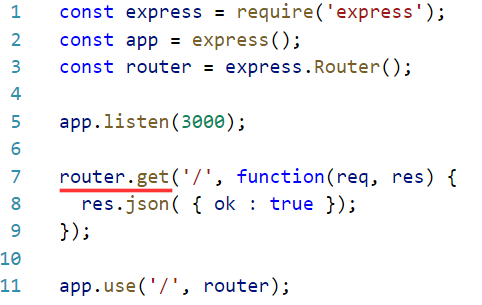 1 const express = require('express');
2 const app = express();
3 const router = express.Router();
4
5 app.listen(3000);
6
7 router.get('/', function(req, res) {
8   res.json( { ok : true });
9 });
10
11 app.use('/', router);